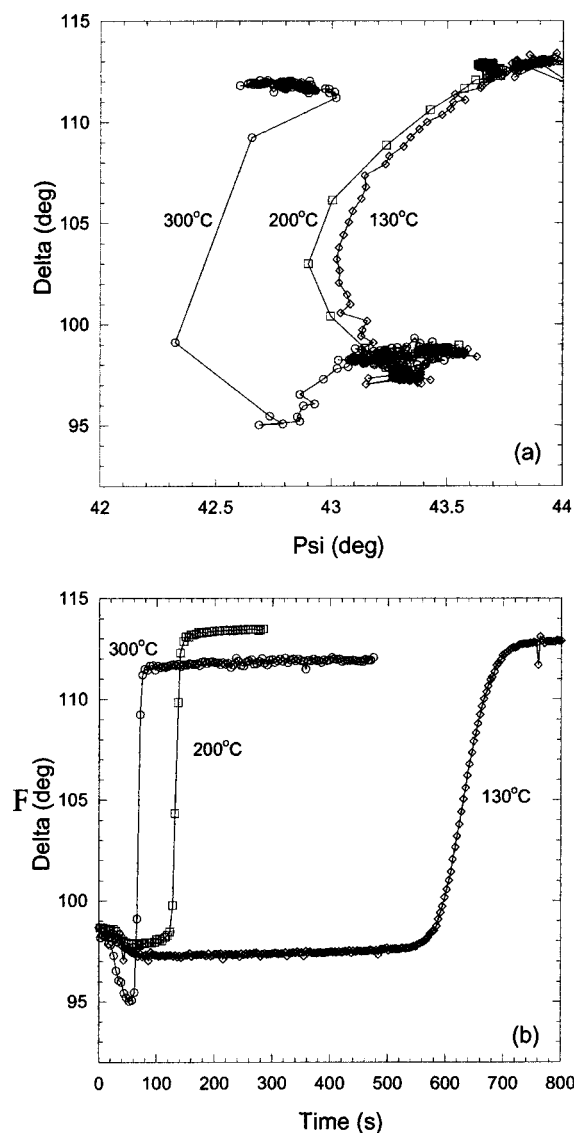 115
110
105
100
95
Delta (deg)
300°C
200°C
130°C
(a)
42
42.5
43
43.5
44
Psi (deg)
115
110
105
100
95
F
Delta (deg)
300°C
200°C
130°C
(b)
0
100
200
300
400
500
600
700
800
Time (s)